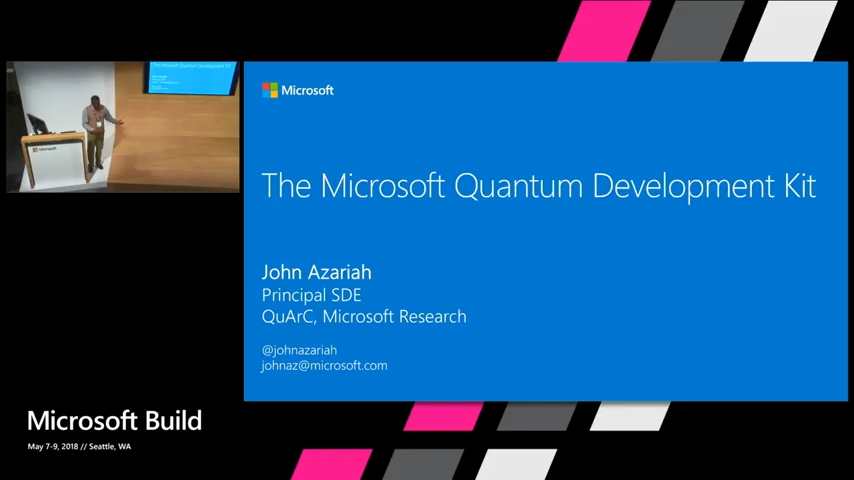 Microsoft
The Microsoft Quantum Development Kit
John Azariah
Principal SDE
QuArC, Microsoft Research
@johnazariah
johnaz@microsoft.com
Microsoft Build
May 7-9, 2018 // Seattle, WA
The Microsoft Quantum Development Kit
Microsoft